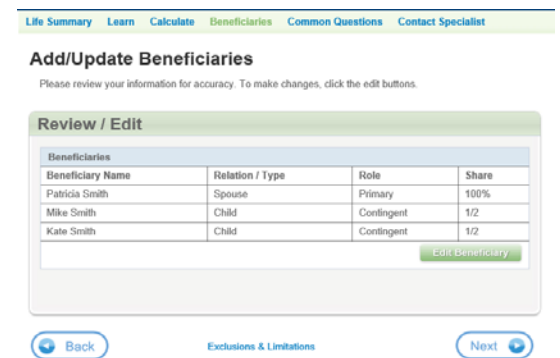 Life Summary Learn Calculate Beneficiaries Common Questions Contact Specialist
Add/Update Beneficiaries
Please review your information for accuracy. To make changes, click the edit buttons.
Review / Edit
Beneficiaries
Beneficiary Name Relation / Type Role Share
Patricia Smith Spouse Primary 100%
Mike Smith Child Contingent 1/2
Kate Smith Child Contingent 1/2
Edit Beneficiary
Back Exclusions & Limitations Next